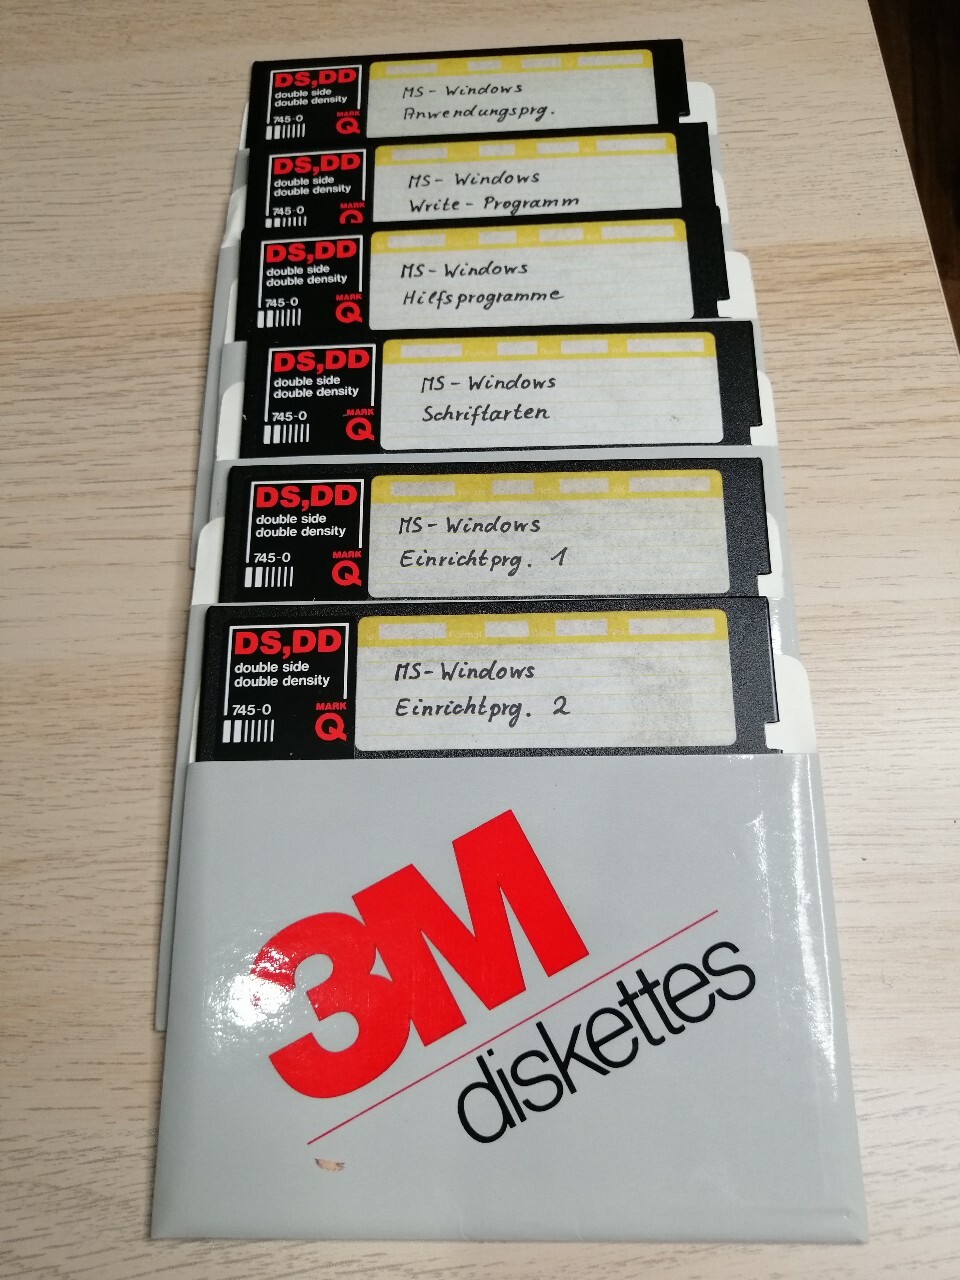 DS,DD
double side
double density
745-0
MARK
Q
MS-Windows
Anwendungsprg.
DS,DD
double side
double density
745-0
MARK
Q
MS-Windows
Write-Programm
DS,DD
double side
double density
745-0
MARK
Q
MS-Windows
Hilfsprogramme
DS,DD
double side
double density
745-0
MARK
Q
MS-Windows
Schriftarten
DS,DD
double side
double density
745-0
MARK
Q
MS-Windows
Einrichtprg. 1
DS,DD
double side
double density
745-0
MARK
Q
Format
MS-Windows
Einrichtprg. 2
3M
diskettes